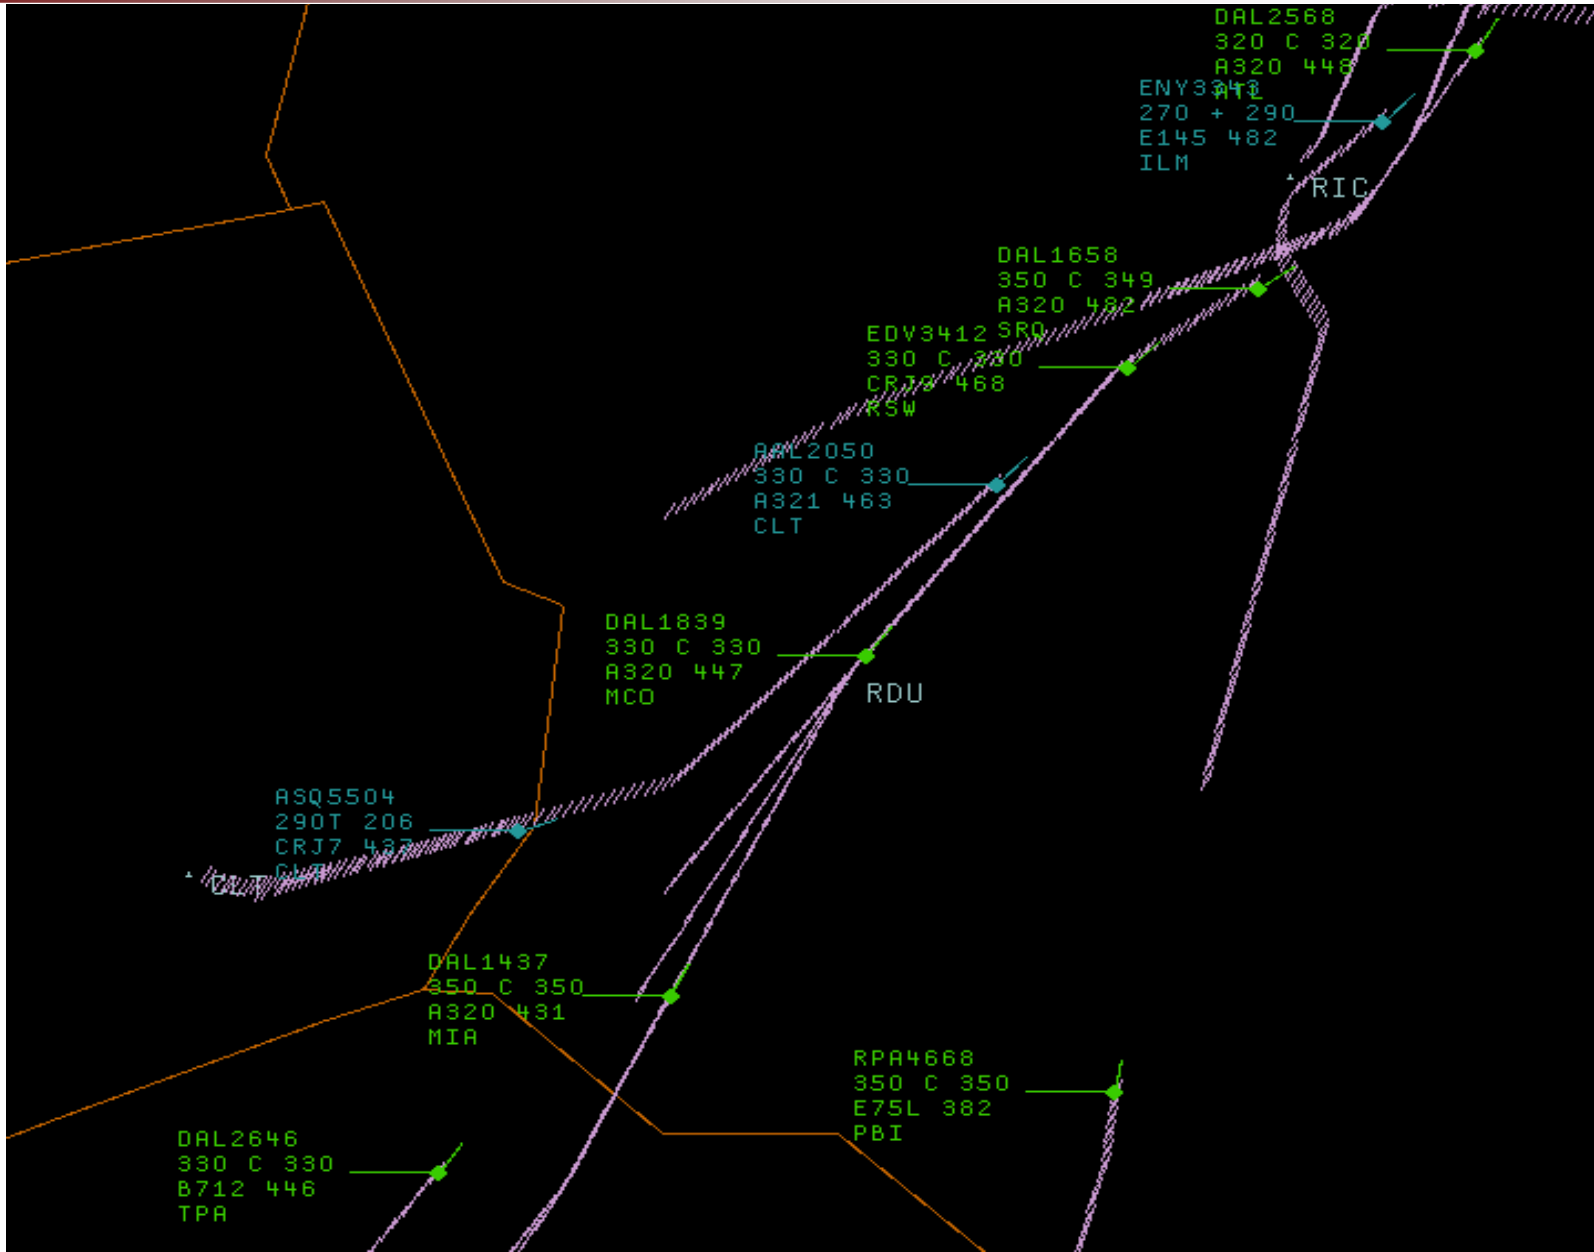 DAL2568
320 C 320
A320 448
ATL
ENY3343
270 + 290
E145 482
ILM
RIC
DAL1658
350 C 349
A320 482
SRQ
EDV3412
330 C 330
CRJ9 468
RSW
AAL2050
330 C 330
A321 463
CLT
DAL1839
330 C 330
A320 447
MCO
RDU
ASQ5504
290T 206
CRJ7 437
CLT
CLT
DAL1437
350 C 350
A320 431
MIA
RPA4668
350 C 350
E75L 382
PBI
DAL2646
330 C 330
B712 446
TPA